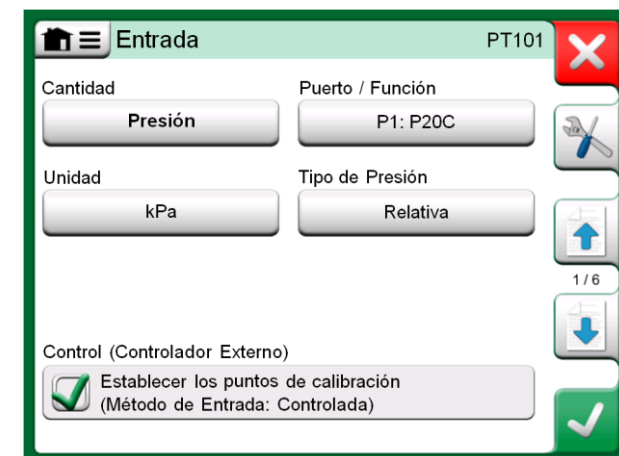 Entrada PT101
Cantidad Puerto / Función
Presión P1: P20C
Unidad Tipo de Presión
kPa Relativa
1 / 6
Control (Controlador Externo)
Establecer los puntos de calibración
(Método de Entrada: Controlada)